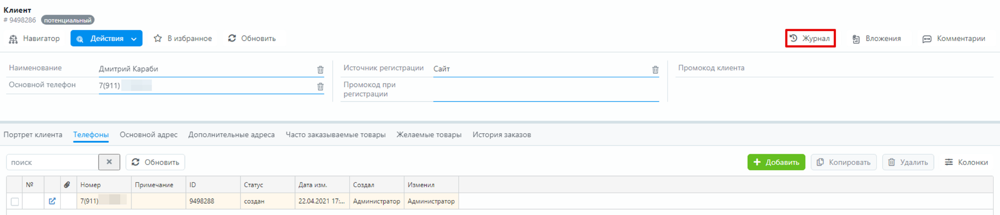 Клиент
# 9498286 потенциальный
Навигатор Действия В избранное Обновить Журнал Вложения Комментарии
Наименование Дмитрий Караби Источник регистрации Сайт Промокод клиента
Основной телефон 7(911) Промокод при
регистрации
Портрет клиента Телефоны Основной адрес Дополнительные адреса Часто заказываемые товары Желаемые товары История заказов
поиск Обновить Добавить Копировать Удалить Колонки
№ Номер Примечание ID Статус Дата изм. Создал Изменил
7(911) 9498288 создан 22.04.2021 17:... Администратор Администратор